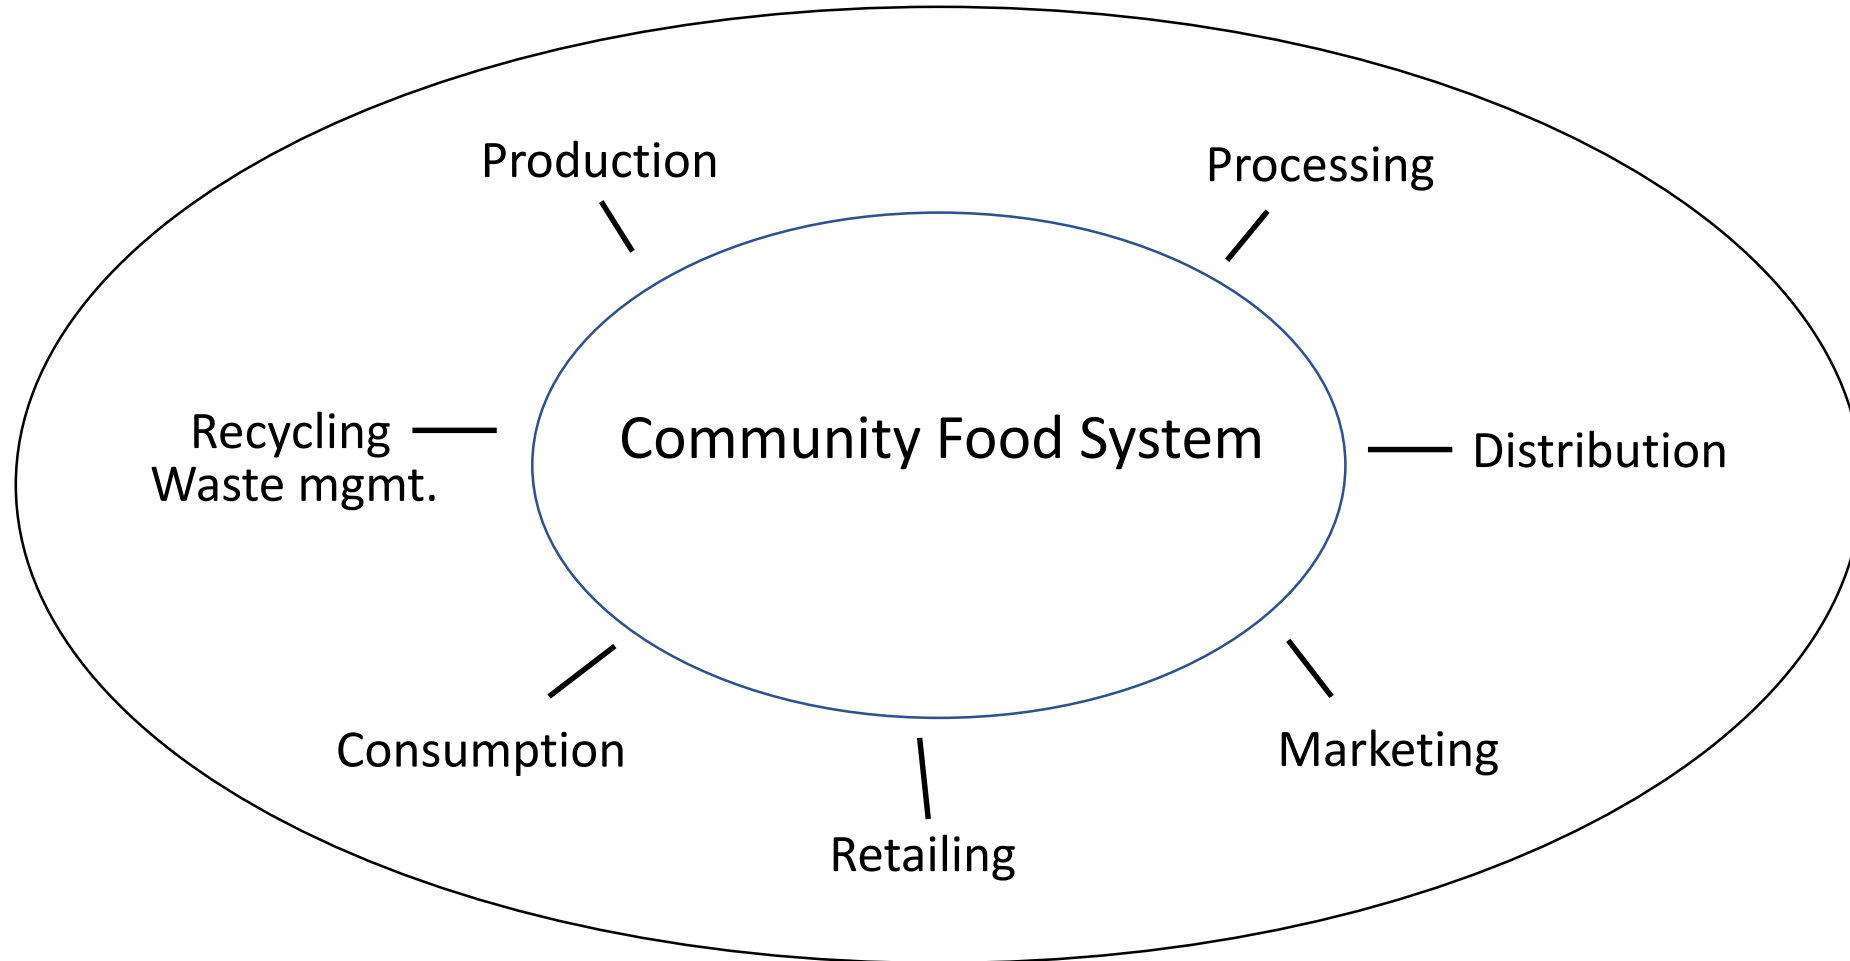 Production
Processing
Community Food System
Recycling
Waste mgmt.
Distribution
Consumption
Marketing
Retailing